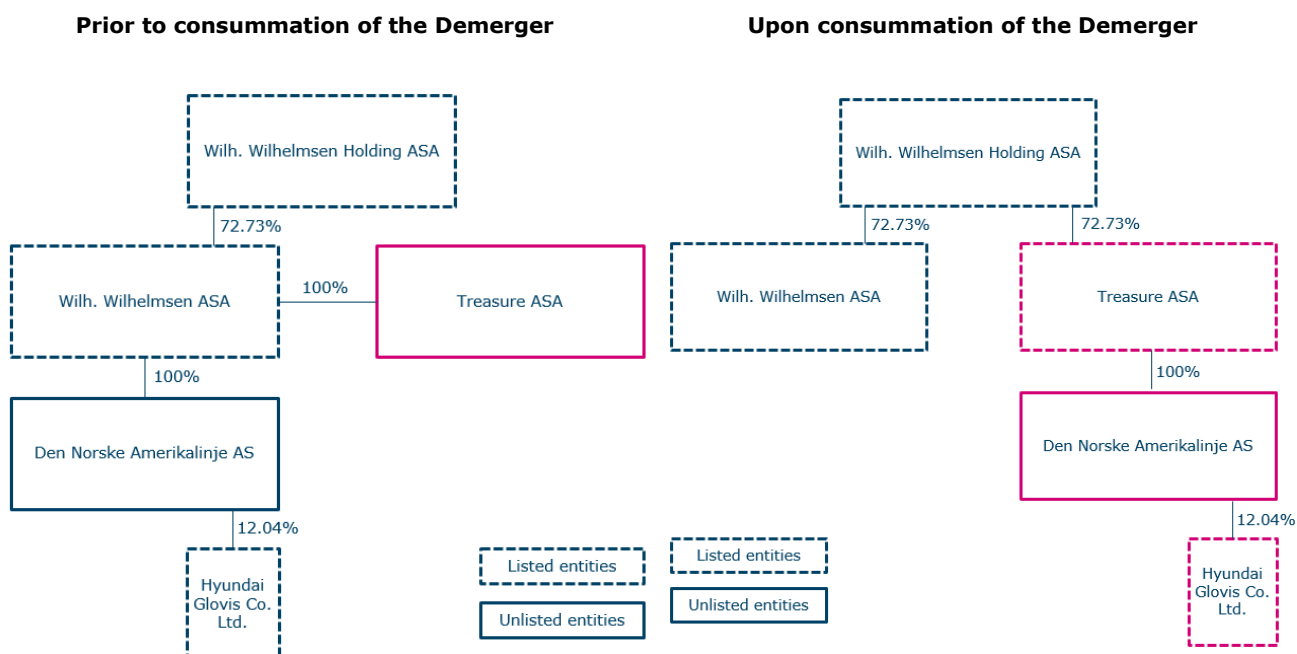 Prior to consummation of the Demerger
Wilh. Wilhelmsen Holding ASA
72.73%
Wilh. Wilhelmsen ASA
100%
Treasure ASA
100%
Den Norske Amerikalinje AS
12.04%
Hyundai
Glovis Co.
Ltd.
Listed entities
Unlisted entities
Upon consummation of the Demerger
Wilh. Wilhelmsen Holding ASA
72.73%
72.73%
Wilh. Wilhelmsen ASA
Treasure ASA
100%
Den Norske Amerikalinje AS
12.04%
Hyundai
Glovis Co.
Ltd.
Listed entities
Unlisted entities